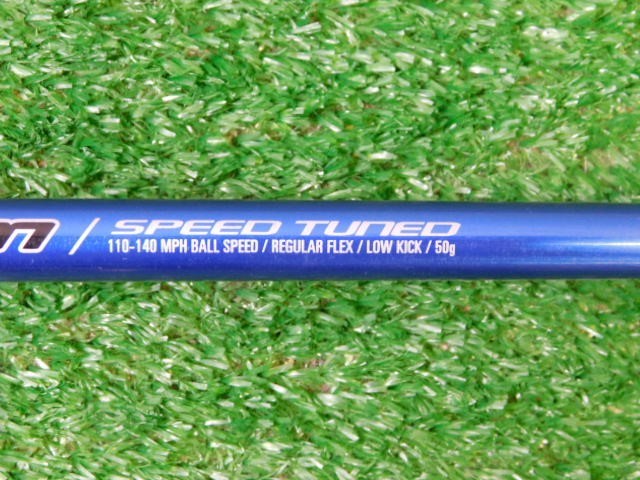 / SPEED TUNED
110-140 MPH BALL SPEED / REGULAR FLEX / LOW KICK / 50g